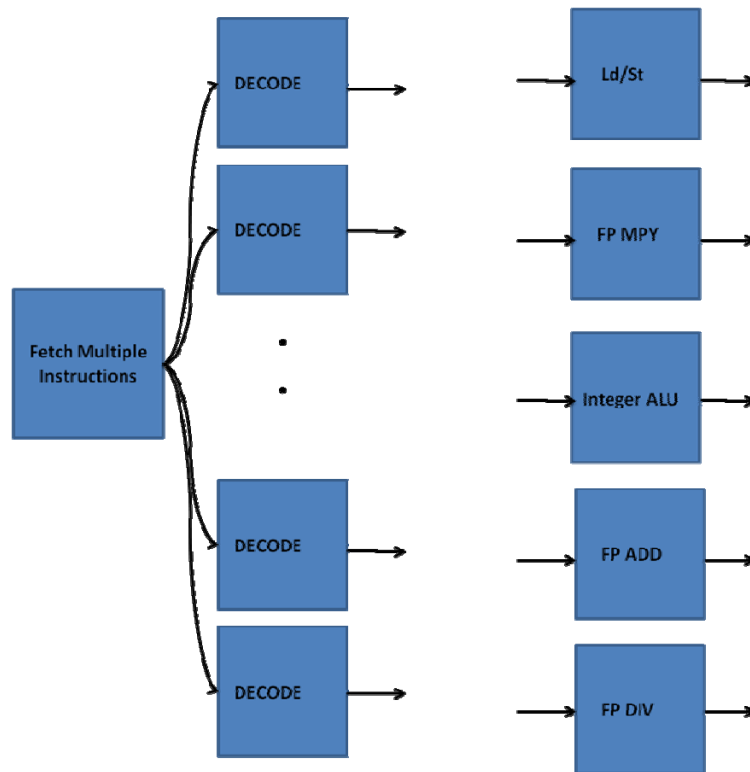 DECODE
Ld/St
DECODE
FP MPY
Fetch Multiple
Instructions
Integer ALU
DECODE
FP ADD
DECODE
FP DIV